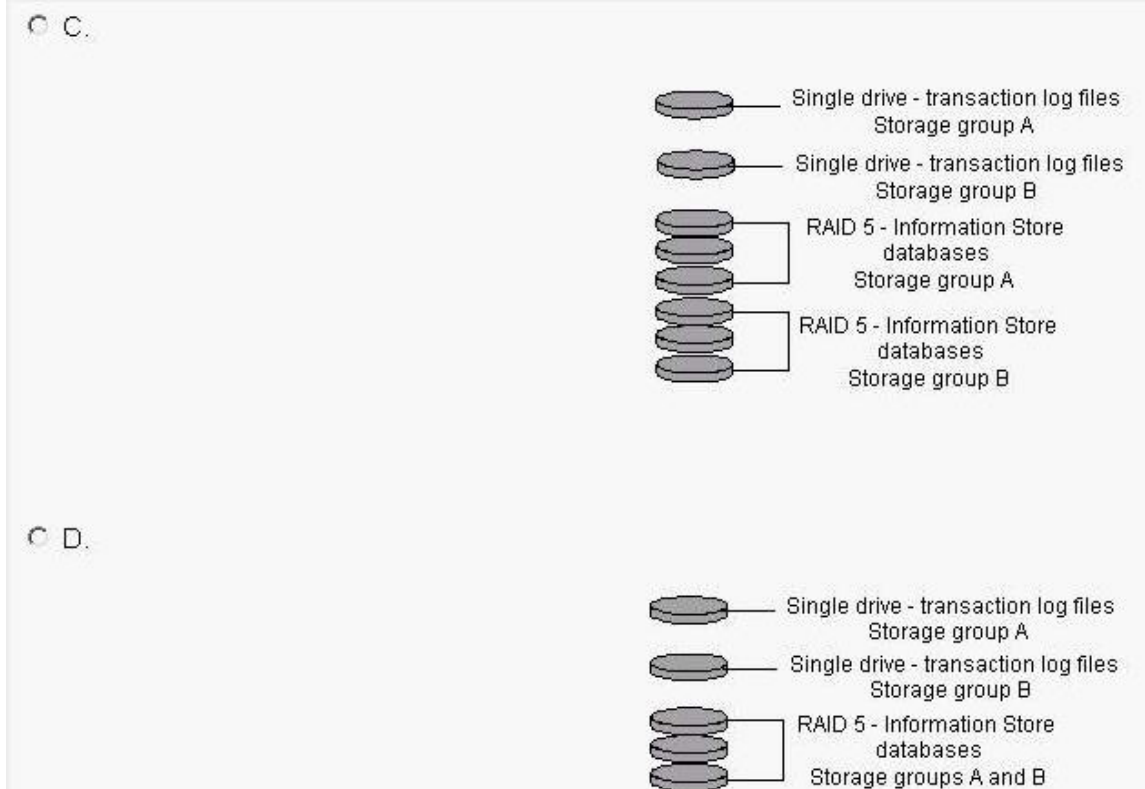 C.
Single drive - transaction log files
Storage group A
Single drive - transaction log files
Storage group B
RAID 5 - Information Store
databases
Storage group A
RAID 5 - Information Store
databases
Storage group B
D.
Single drive - transaction log files
Storage group A
Single drive - transaction log files
Storage group B
RAID 5 - Information Store
databases
Storage groups A and B